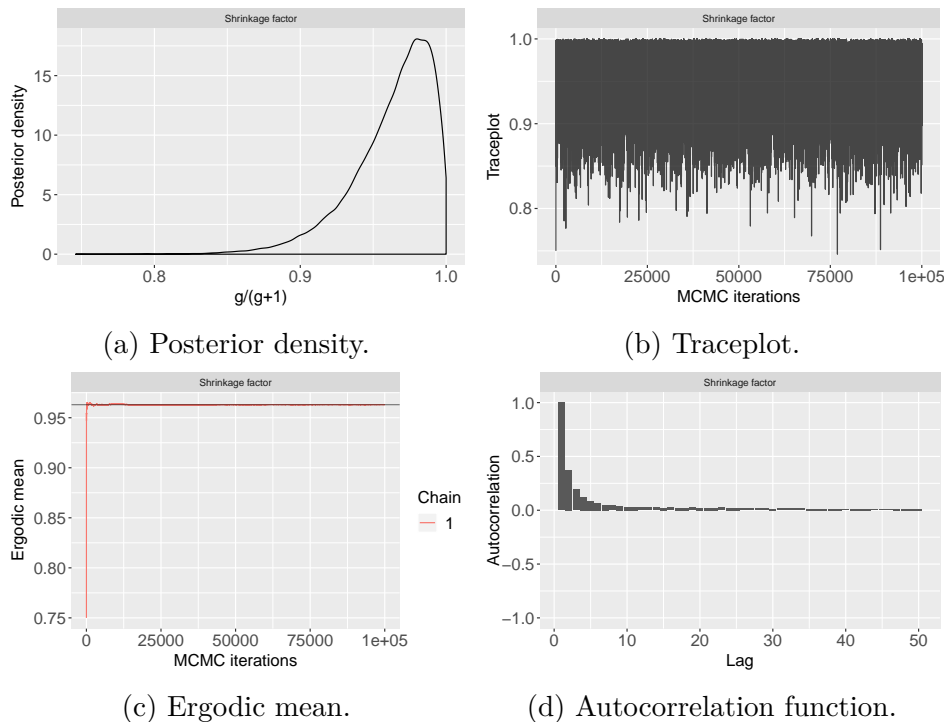 Shrinkage factor
Posterior density
15
10
5
0
0.8
0.9
1.0
g/(g+1)
(a) Posterior density.
Shrinkage factor
Traceplot
1.0
0.9
0.8
0
25000
50000
75000
1e+05
MCMC iterations
(b) Traceplot.
Shrinkage factor
Ergodic mean
0.95
0.90
0.85
0.80
0.75
0
25000
50000
75000
1e+05
MCMC iterations
Chain
1
(c) Ergodic mean.
Shrinkage factor
Autocorrelation
1.0
0.5
0.0
−0.5
−1.0
0
10
20
30
40
50
Lag
(d) Autocorrelation function.